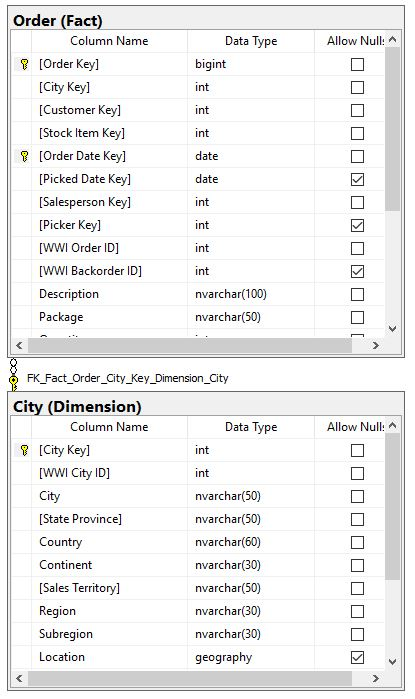 Order (Fact)
Column Name Data Type Allow Nulls
[Order Key] bigint
[City Key] int
[Customer Key] int
[Stock Item Key] int
[Order Date Key] date
[Picked Date Key] date
[Salesperson Key] int
[Picker Key] int
[WWI Order ID] int
[WWI Backorder ID] int
Description nvarchar(100)
Package nvarchar(50)
FK_Fact_Order_City_Key_Dimension_City
City (Dimension)
Column Name Data Type Allow Nulls
[City Key] int
[WWI City ID] int
City nvarchar(50)
[State Province] nvarchar(50)
Country nvarchar(60)
Continent nvarchar(30)
[Sales Territory] nvarchar(50)
Region nvarchar(30)
Subregion nvarchar(30)
Location geography